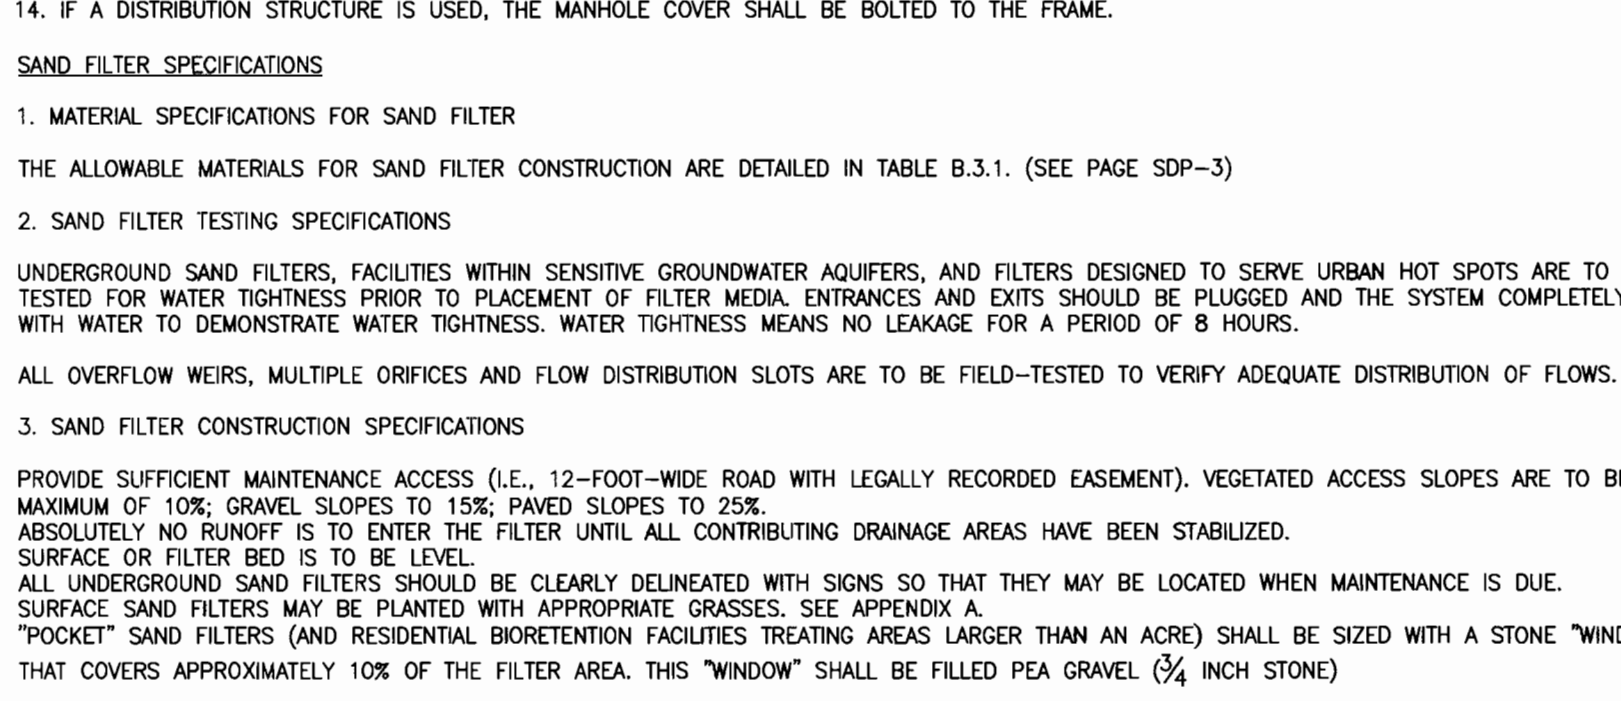 14. IF A DISTRIBUTION STRUCTURE IS USED, THE MANHOLE COVER SHALL BE BOLTED TO THE FRAME.
SAND FILTER SPECIFICATIONS
1. MATERIAL SPECIFICATIONS FOR SAND FILTER
THE ALLOWABLE MATERIALS FOR SAND FILTER CONSTRUCTION ARE DETAILED IN TABLE B.3.1. (SEE PAGE SDP-3)
2. SAND FILTER TESTING SPECIFICATIONS
UNDERGROUND SAND FILTERS, FACILITIES WITHIN SENSITIVE GROUNDWATER AQUIFERS, AND FILTERS DESIGNED TO SERVE URBAN HOT SPOTS ARE TO
TESTED FOR WATER TIGHTNESS PRIOR TO PLACEMENT OF FILTER MEDIA. ENTRANCES AND EXITS SHOULD BE PLUGGED AND THE SYSTEM COMPLETELY
WITH WATER TO DEMONSTRATE WATER TIGHTNESS. WATER TIGHTNESS MEANS NO LEAKAGE FOR A PERIOD OF 8 HOURS.
ALL OVERFLOW WEIRS, MULTIPLE ORIFICES AND FLOW DISTRIBUTION SLOTS ARE TO BE FIELD-TESTED TO VERIFY ADEQUATE DISTRIBUTION OF FLOWS.
3. SAND FILTER CONSTRUCTION SPECIFICATIONS
PROVIDE SUFFICIENT MAINTENANCE ACCESS (I.E., 12-FOOT-WIDE ROAD WITH LEGALLY RECORDED EASEMENT). VEGETATED ACCESS SLOPES ARE TO BE
MAXIMUM OF 10%; GRAVEL SLOPES TO 15%; PAVED SLOPES TO 25%.
ABSOLUTELY NO RUNOFF IS TO ENTER THE FILTER UNTIL ALL CONTRIBUTING DRAINAGE AREAS HAVE BEEN STABILIZED.
SURFACE OR FILTER BED IS TO BE LEVEL.
ALL UNDERGROUND SAND FILTERS SHOULD BE CLEARLY DELINEATED WITH SIGNS SO THAT THEY MAY BE LOCATED WHEN MAINTENANCE IS DUE.
SURFACE SAND FILTERS MAY BE PLANTED WITH APPROPRIATE GRASSES. SEE APPENDIX A.
"POCKET" SAND FILTERS (AND RESIDENTIAL BIORETENTION FACILITIES TREATING AREAS LARGER THAN AN ACRE) SHALL BE SIZED WITH A STONE "WIND
THAT COVERS APPROXIMATELY 10% OF THE FILTER AREA. THIS "WINDOW" SHALL BE FILLED PEA GRAVEL (3/4 INCH STONE)